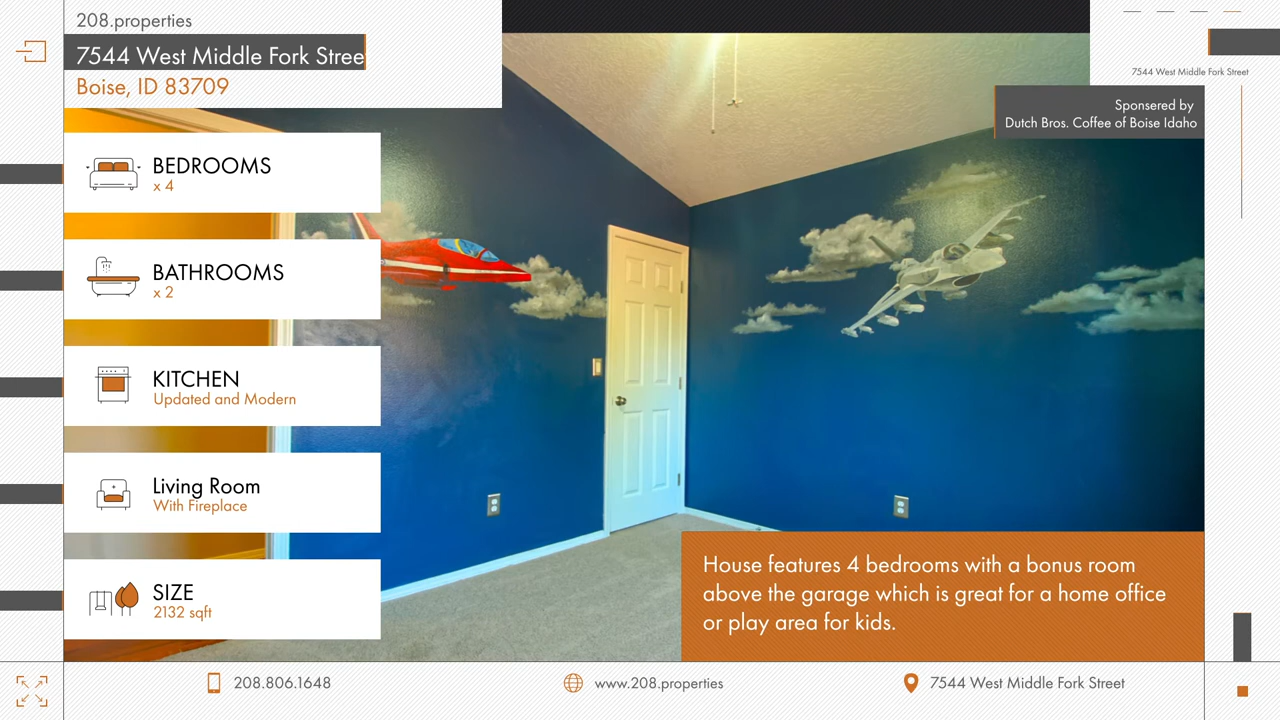 208.properties
7544 West Middle Fork Stree
Boise, ID 83709
7544 West Middle Fork Street
Sponsered by
Dutch Bros. Coffee of Boise Idaho
BEDROOMS
x 4
BATHROOMS
x 2
KITCHEN
Updated and Modern
Living Room
With Fireplace
SIZE
2132 sqft
House features 4 bedrooms with a bonus room
above the garage which is great for a home office
or play area for kids.
208.806.1648
www.208.properties
7544 West Middle Fork Street